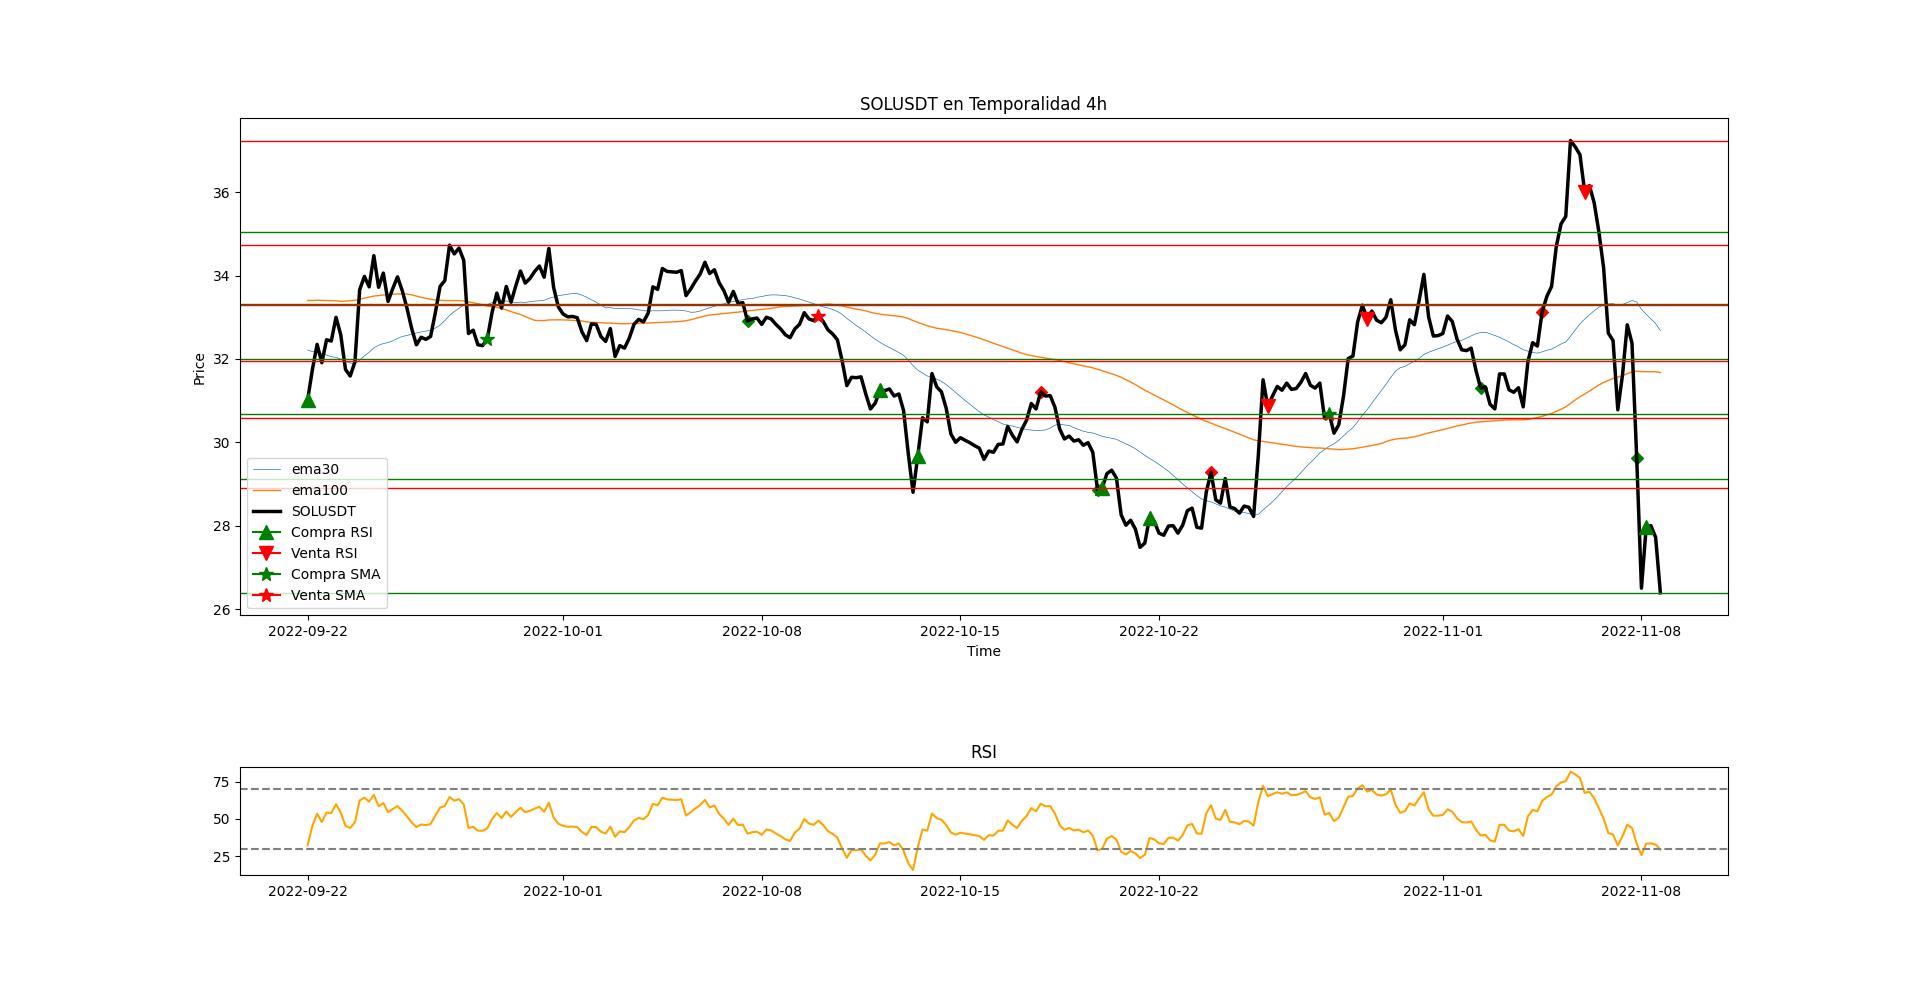 SOLUSDT en Temporalidad 4h
Price
36
34
32
30
28
26
ema30
ema100
SOLUSDT
Compra RSI
Venta RSI
Compra SMA
Venta SMA
2022-09-22 2022-10-01 2022-10-08 2022-10-15 2022-10-22 2022-11-01 2022-11-08
Time
RSI
75
50
25
2022-09-22 2022-10-01 2022-10-08 2022-10-15 2022-10-22 2022-11-01 2022-11-08